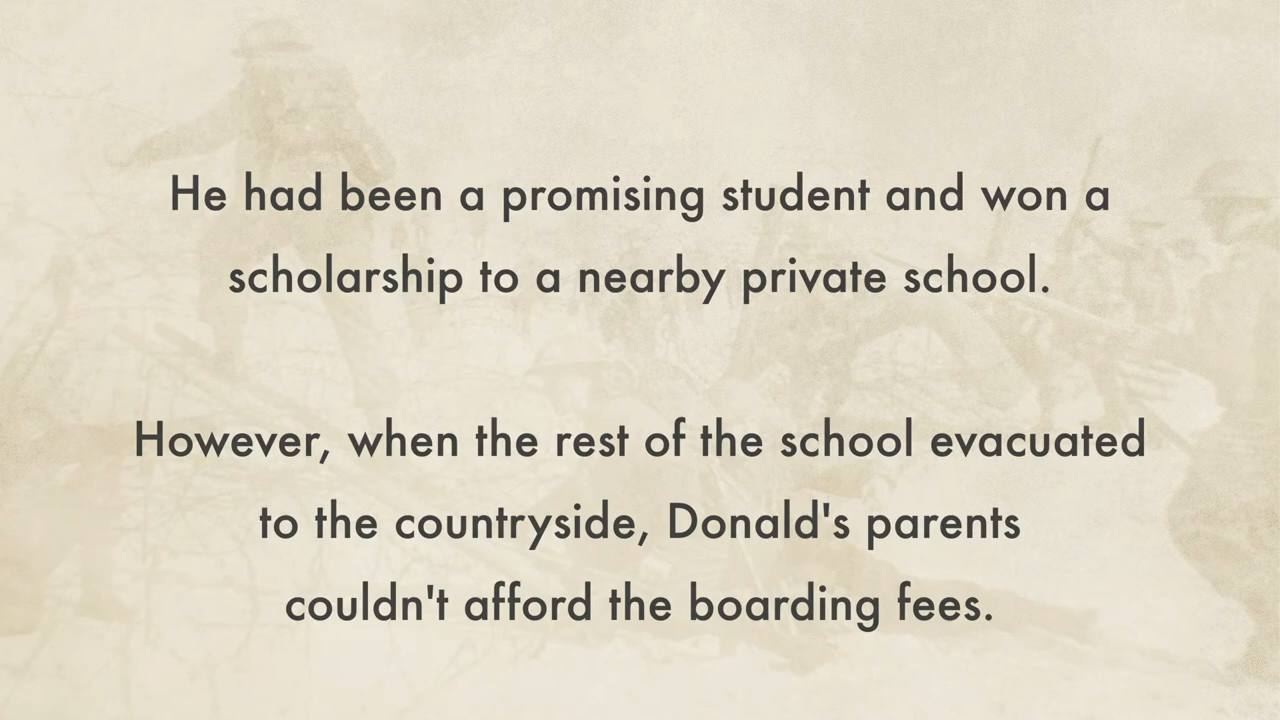 He had been a promising student and won a
scholarship to a nearby private school.
However, when the rest of the school evacuated
to the countryside, Donald's parents
couldn't afford the boarding fees.